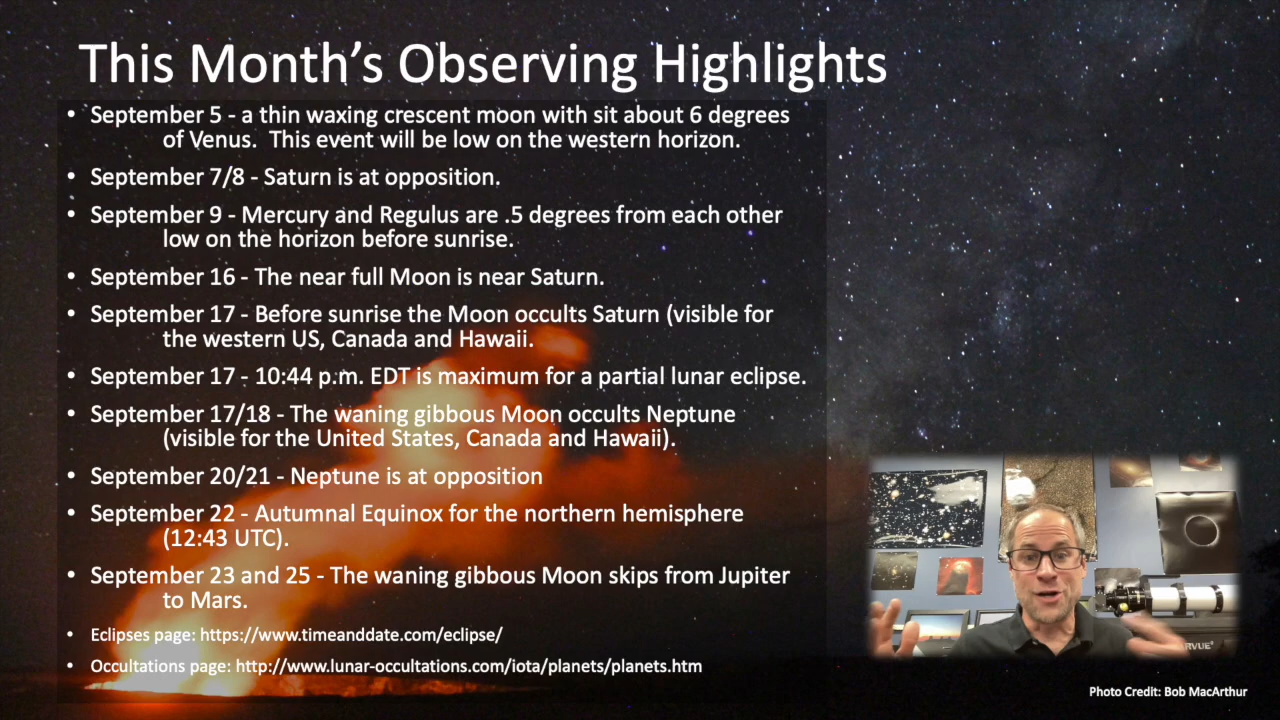 This Month's Observing Highlights
• September 5 - a thin waxing crescent moon with sit about 6 degrees
of Venus. This event will be low on the western horizon.
• September 7/8 - Saturn is at opposition.
• September 9 - Mercury and Regulus are .5 degrees from each other
low on the horizon before sunrise.
• September 16 - The near full Moon is near Saturn.
• September 17 - Before sunrise the Moon occults Saturn (visible for
the western US, Canada and Hawaii.
• September 17 - 10:44 p.m. EDT is maximum for a partial lunar eclipse.
• September 17/18 - The waning gibbous Moon occults Neptune
(visible for the United States, Canada and Hawaii).
• September 20/21 - Neptune is at opposition
• September 22 - Autumnal Equinox for the northern hemisphere
(12:43 UTC).
• September 23 and 25 - The waning gibbous Moon skips from Jupiter
to Mars.
• Eclipses page: https://www.timeanddate.com/eclipse/
• Occultations page: http://www.lunar-occultations.com/iota/planets/planets.htm
Photo Credit: Bob MacArthur